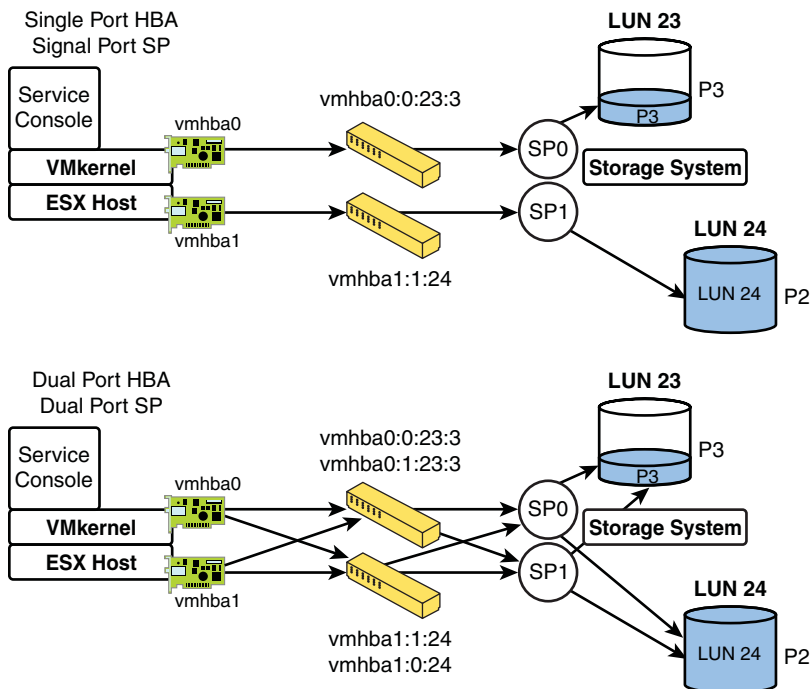 Single Port HBA
Signal Port SP
Service
Console
VMkernel
ESX Host
vmhba0
vmhba1
vmhba0:0:23:3
vmhba1:1:24
SP0
SP1
LUN 23
P3
P3
Storage System
LUN 24
LUN 24
P2
Dual Port HBA
Dual Port SP
Service
Console
VMkernel
ESX Host
vmhba0
vmhba1
vmhba0:0:23:3
vmhba0:1:23:3
vmhba1:1:24
vmhba1:0:24
SP0
SP1
LUN 23
P3
P3
Storage System
LUN 24
LUN 24
P2